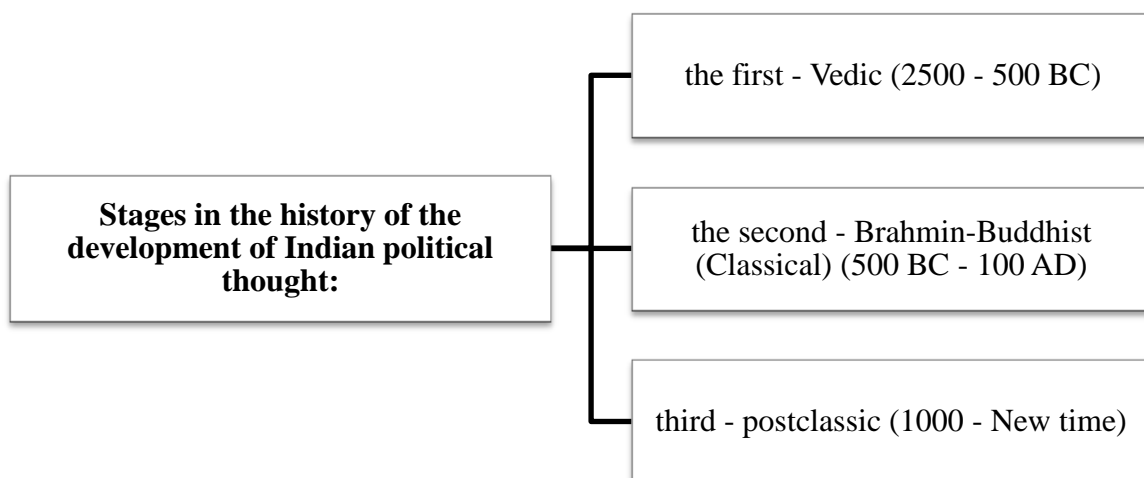 Stages in the history of the
development of Indian political
thought:
the first - Vedic (2500 - 500 BC)
the second - Brahmin-Buddhist
(Classical) (500 BC - 100 AD)
third - postclassic (1000 - New time)